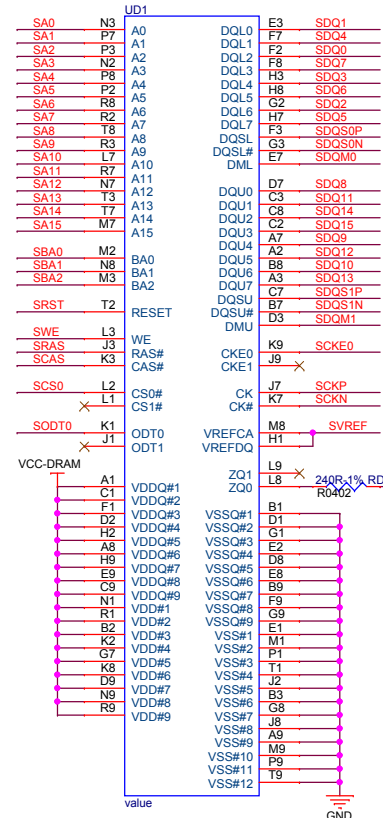 UD1
SA0 N3 A0
SA1 P7 A1
SA2 P3 A2
SA3 N2 A3
SA4 P8 A4
SA5 P2 A5
SA6 R8 A6
SA7 R2 A7
SA8 T8 A8
SA9 R3 A9
SA10 L7 A10
SA11 R7 A11
SA12 N7 A12
SA13 T3 A13
SA14 T7 A14
SA15 M7 A15
SBA0 M2 BA0
SBA1 N8 BA1
SBA2 M3 BA2
SRST T2 RESET
SWE L3 WE
SRAS J3 RAS#
SCAS K3 CAS#
SCS0 L2 CS0#
L1 CS1#
SODT0 K1 ODT0
J1 ODT1
VCC-DRAM
A1 VDDQ#1
C1 VDDQ#2
F1 VDDQ#3
D2 VDDQ#4
H2 VDDQ#5
A8 VDDQ#6
H9 VDDQ#7
E9 VDDQ#8
C9 VDDQ#9
N1 VDD#1
R1 VDD#2
B2 VDD#3
K2 VDD#4
G7 VDD#5
K8 VDD#6
D9 VDD#7
N9 VDD#8
R9 VDD#9
DQL0 E3 SDQ1
DQL1 F7 SDQ4
DQL2 F2 SDQ0
DQL3 F8 SDQ7
DQL4 H3 SDQ3
DQL5 H8 SDQ6
DQL6 G2 SDQ2
DQL7 H7 SDQ5
DQSL F3 SDQS0P
DQSL# G3 SDQS0N
DML E7 SDQM0
DQU0 D7 SDQ8
DQU1 C3 SDQ11
DQU2 C8 SDQ14
DQU3 C2 SDQ15
DQU4 A7 SDQ9
DQU5 A2 SDQ12
DQU6 B8 SDQ10
DQU7 A3 SDQ13
DQSU C7 SDQS1P
DQSU# B7 SDQS1N
DMU D3 SDQM1
CKE0 K9 SCKE0
CKE1 J9
CK J7 SCKP
CK# K7 SCKN
VREFCA M8 SVREF
VREFDQ H1
ZQ1 L9
ZQ0 L8 240R-1% RD
R0402
VSSQ#1 B1
VSSQ#2 D1
VSSQ#3 G1
VSSQ#4 E2
VSSQ#5 D8
VSSQ#6 E8
VSSQ#7 B9
VSSQ#8 F9
VSSQ#9 G9
VSS#1 E1
VSS#2 M1
VSS#3 P1
VSS#4 T1
VSS#5 J2
VSS#6 B3
VSS#7 G8
VSS#8 J8
VSS#9 A9
VSS#10 M9
VSS#11 P9
VSS#12 T9
value
GND